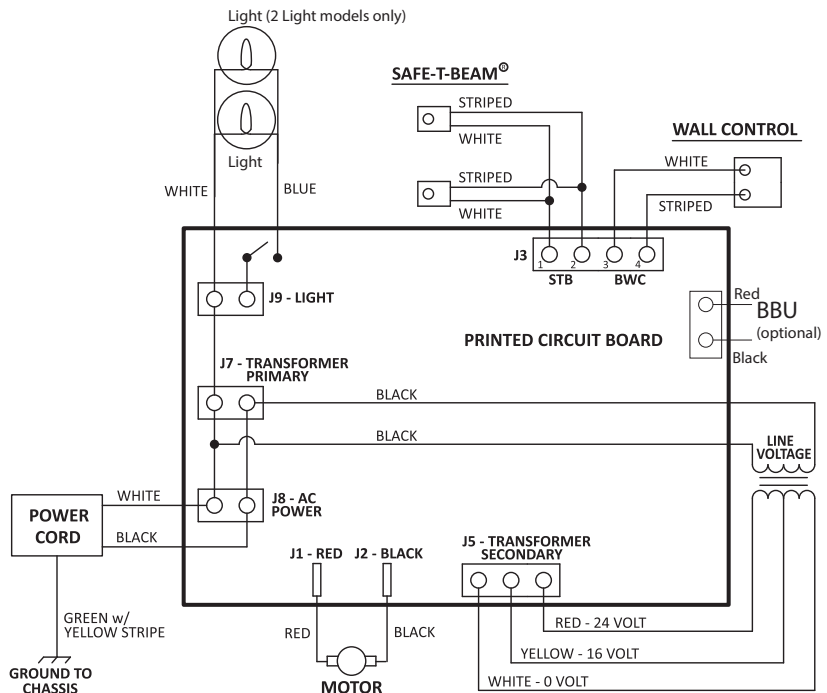 Light (2 Light models only)
SAFE-T-BEAM®
STRIPED
WHITE
WALL CONTROL
Light
WHITE
BLUE
STRIPED
WHITE
WHITE
STRIPED
J3
1 2 3 4
STB BWC
J9 - LIGHT
Red
BBU
(optional)
Black
PRINTED CIRCUIT BOARD
J7 - TRANSFORMER
PRIMARY
BLACK
BLACK
LINE
VOLTAGE
J8 - AC
POWER
WHITE
POWER
CORD
BLACK
J1 - RED J2 - BLACK
J5 - TRANSFORMER
SECONDARY
GREEN w/
YELLOW STRIPE
RED
BLACK
RED - 24 VOLT
YELLOW - 16 VOLT
WHITE - 0 VOLT
GROUND TO
CHASSIS
MOTOR